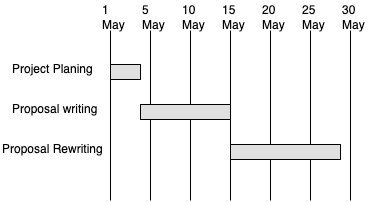 1 5 10 15 20 25 30
May May May May May May May
Project Planing
Proposal writing
Proposal Rewriting